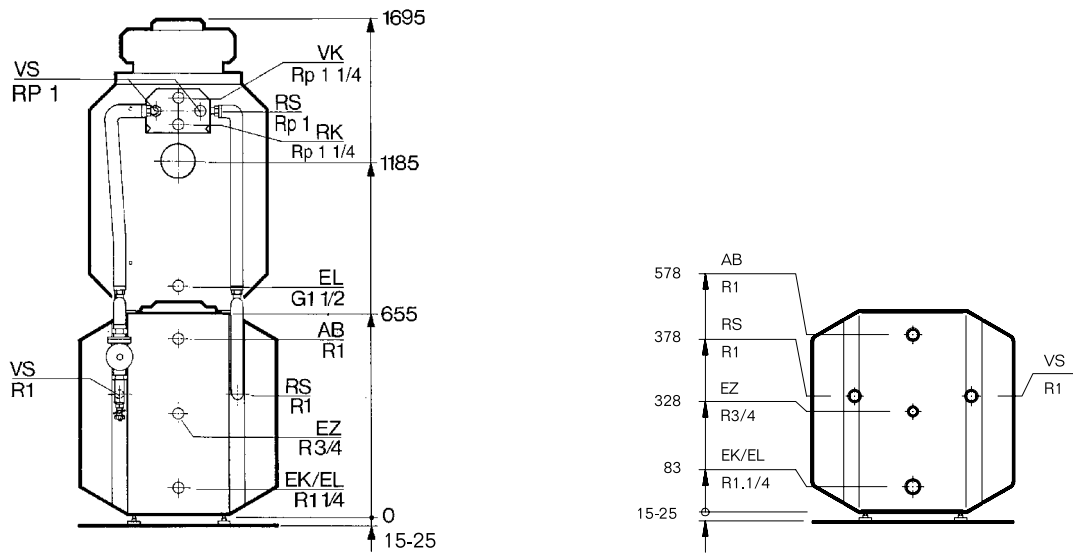 1695
VK
Rp 1 1/4
VS
RP 1
RS
Rp 1
RK
Rp 1 1/4
1185
EL
G1 1/2
655
AB
R1
VS
R1
RS
R1
EZ
R3/4
EK/EL
R1 1/4
0
15-25
578
AB
R1
378
RS
R1
VS
R1
328
EZ
R3/4
83
EK/EL
R1.1/4
15-25